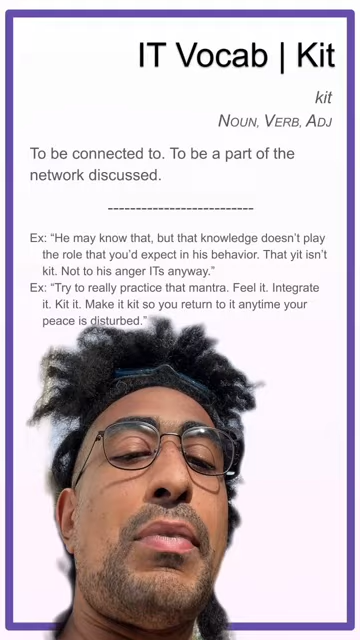 IT Vocab | Kit
kit
NOUN, VERB, ADJ
To be connected to. To be a part of the
network discussed.
--------------------------
Ex: “He may know that, but that knowledge doesn’t play
the role that you’d expect in his behavior. That yit isn’t
kit. Not to his anger ITs anyway.”
Ex: “Try to really practice that mantra. Feel it. Integrate
it. Kit it. Make it kit so you return to it anytime your
peace is disturbed.”